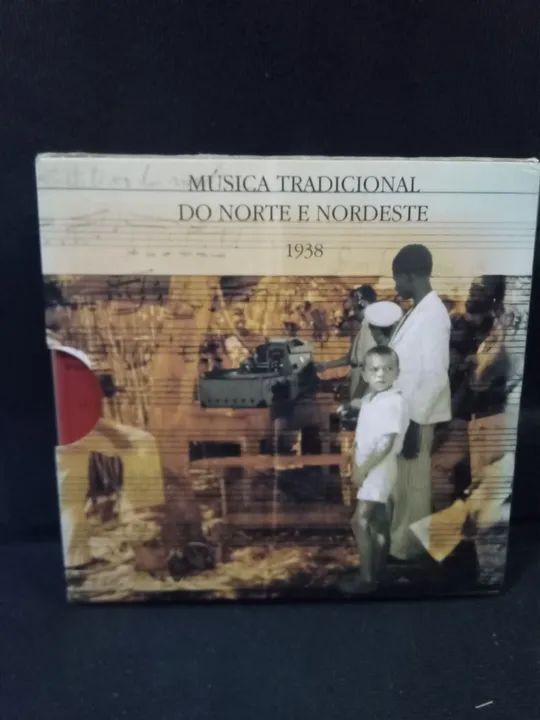 MÚSICA TRADICIONAL
DO NORTE E NORDESTE
1938